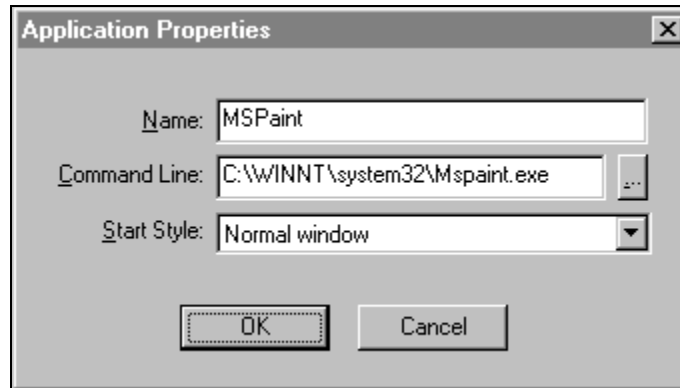 Application Properties
Name: MSPaint
Command Line: C:\WINNT\system32\Mspaint.exe ...
Start Style: Normal window
OK Cancel